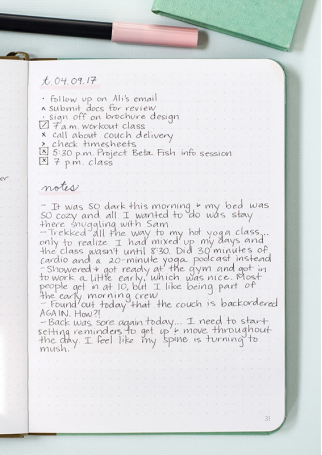 t 04.09.17
· follow up on Ali's email
^ submit docs for review
· sign off on brochure design
7 a.m. workout class
x call about couch delivery
> check timesheets
x 5:30 p.m. Project Beta Fish info session
x 7 p.m. class
notes
- It was SO dark this morning + my bed was
SO cozy and all I wanted to do was stay
there snuggling with Sam
- Trekked all the way to my hot yoga class...
only to realize I had mixed up my days and
the class wasn't until 8:30. Did 30 minutes of
cardio and a 20-minute yoga podcast instead
- Showered + got ready at the gym and got in
to work a little early, which was nice. Most
people get in at 10, but I like being part of
the early morning crew
- Found out today that the couch is backordered
AGAIN. How?!
- Back was sore again today... I need to start
setting reminders to get up + move throughout
the day. I feel like my spine is turning to
mush.
31
er